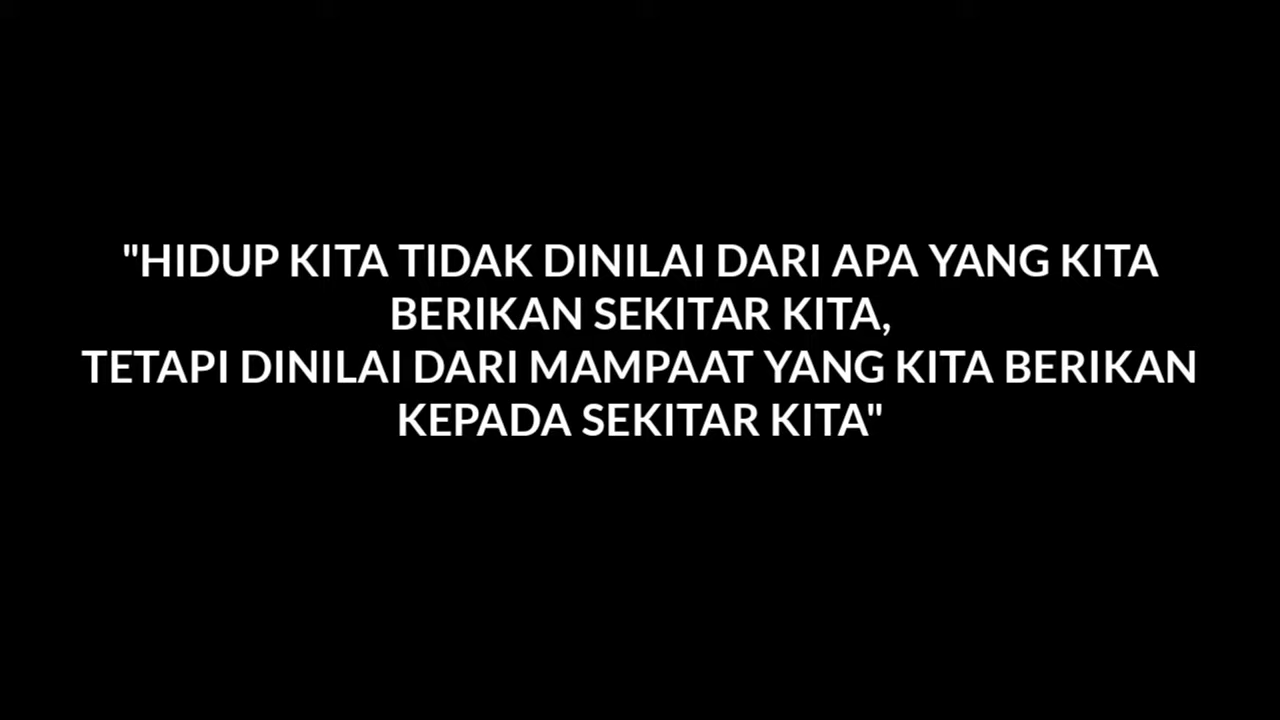 "HIDUP KITA TIDAK DINILAI DARI APA YANG KITA
BERIKAN SEKITAR KITA,
TETAPI DINILAI DARI MAMPAAT YANG KITA BERIKAN
KEPADA SEKITAR KITA"